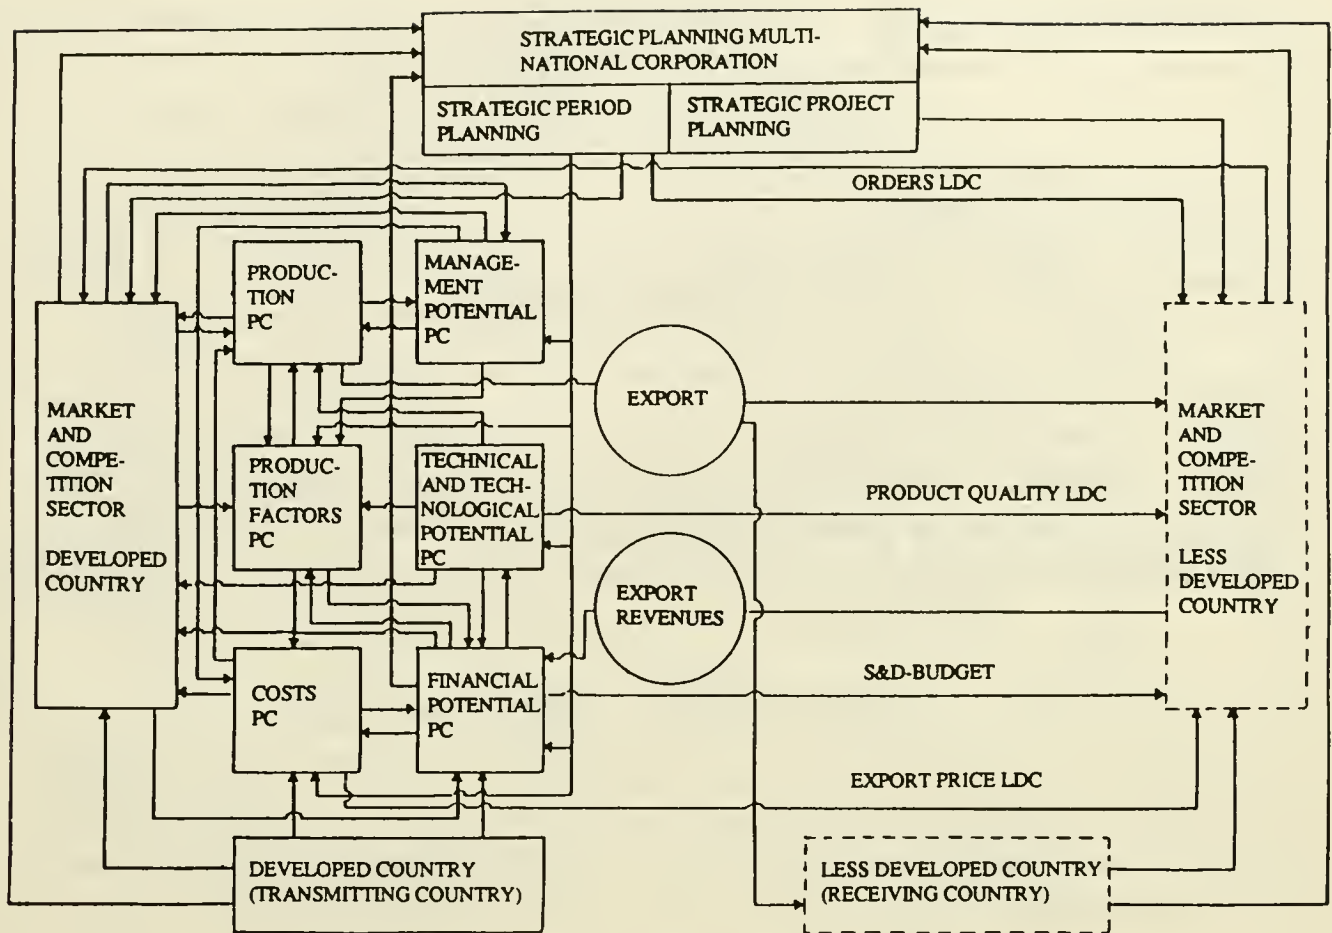 STRATEGIC PLANNING MULTI-
NATIONAL CORPORATION
STRATEGIC PERIOD
PLANNING
STRATEGIC PROJECT
PLANNING
ORDERS LDC
PRODUC-
TION
PC
MANAGE-
MENT
POTENTIAL
PC
EXPORT
MARKET
AND
COMPE-
TITION
SECTOR
DEVELOPED
COUNTRY
PRODUC-
TION
FACTORS
PC
TECHNICAL
AND TECH-
NOLOGICAL
POTENTIAL
PC
PRODUCT QUALITY LDC
MARKET
AND
COMPE-
TITION
SECTOR
LESS
DEVELOPED
COUNTRY
EXPORT
REVENUES
COSTS
PC
FINANCIAL
POTENTIAL
PC
S&D-BUDGET
EXPORT PRICE LDC
DEVELOPED COUNTRY
(TRANSMITTING COUNTRY)
LESS DEVELOPED COUNTRY
(RECEIVING COUNTRY)